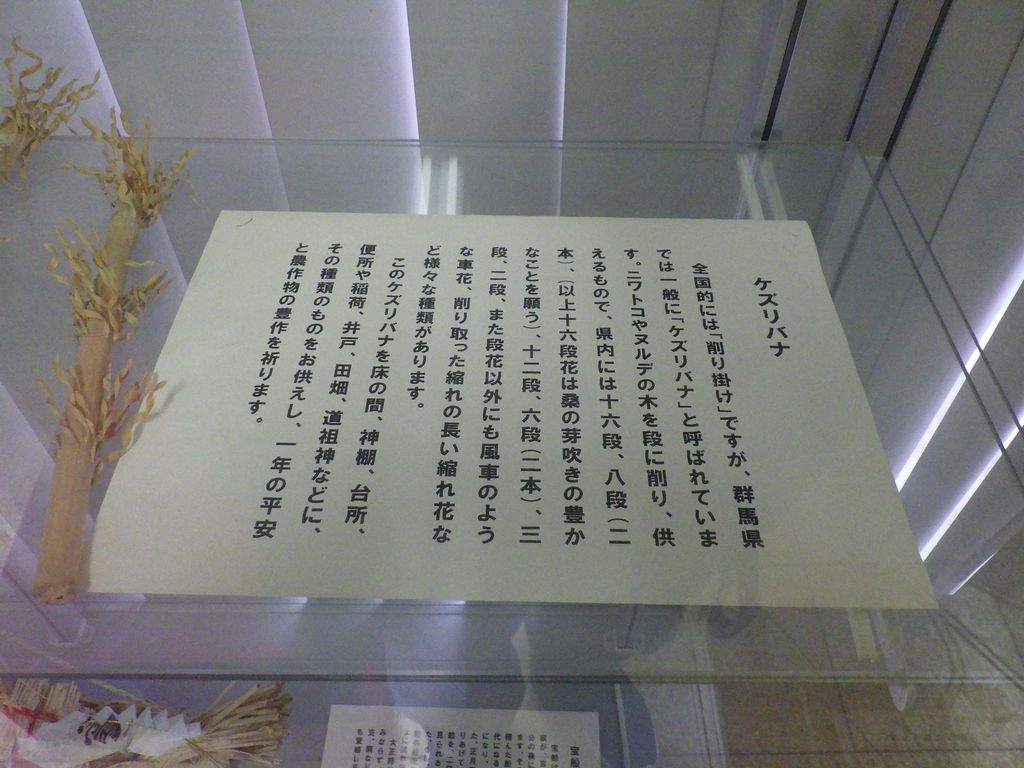 ケズリバナ
全国的には「削り掛け」ですが、群馬県
では一般に「ケズリバナ」と呼ばれていま
す。ニワトコやヌルデの木を段に削り、供
えるもので、県内には十六段、八段（二
本）、（以上十六段花は桑の芽吹きの豊か
なことを願う）、十二段、六段（二本）、三
段、二段、また段花以外にも風車のよう
な車花、削り取った縮れの長い縮れ花な
ど様々な種類があります。
このケズリバナを床の間、神棚、台所、
便所や稲荷、井戸、田畑、道祖神などに、
その種類のものをお供えし、一年の平安
と農作物の豊作を祈ります。
宝船